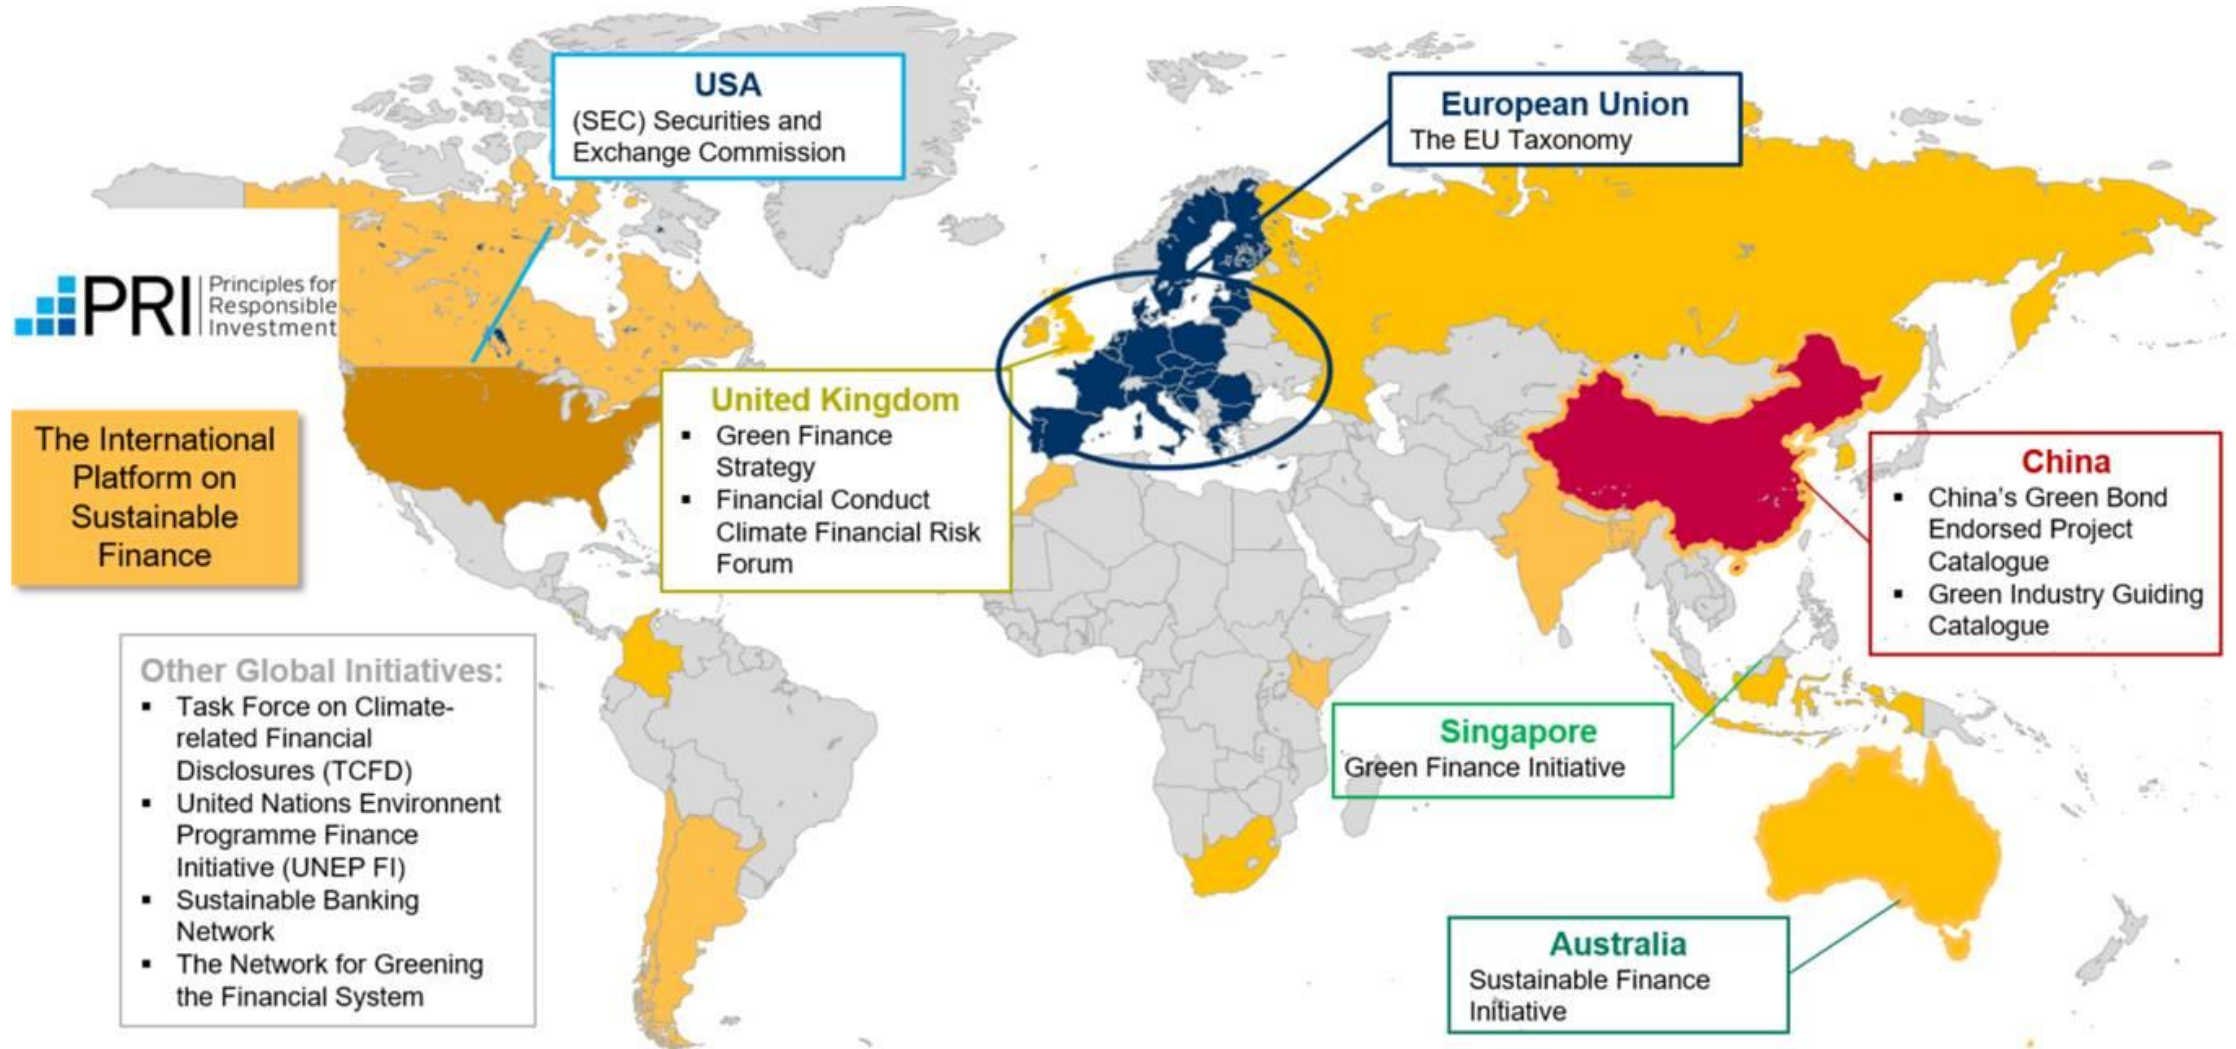 USA
(SEC) Securities and
Exchange Commission
European Union
The EU Taxonomy
PRI
Principles for
Responsible
Investment
The International
Platform on
Sustainable
Finance
United Kingdom
▪ Green Finance
Strategy
▪ Financial Conduct
Climate Financial Risk
Forum
China
▪ China's Green Bond
Endorsed Project
Catalogue
▪ Green Industry Guiding
Catalogue
Other Global Initiatives:
▪ Task Force on Climate-
related Financial
Disclosures (TCFD)
▪ United Nations Environnent
Programme Finance
Initiative (UNEP FI)
▪ Sustainable Banking
Network
▪ The Network for Greening
the Financial System
Singapore
Green Finance Initiative
Australia
Sustainable Finance
Initiative